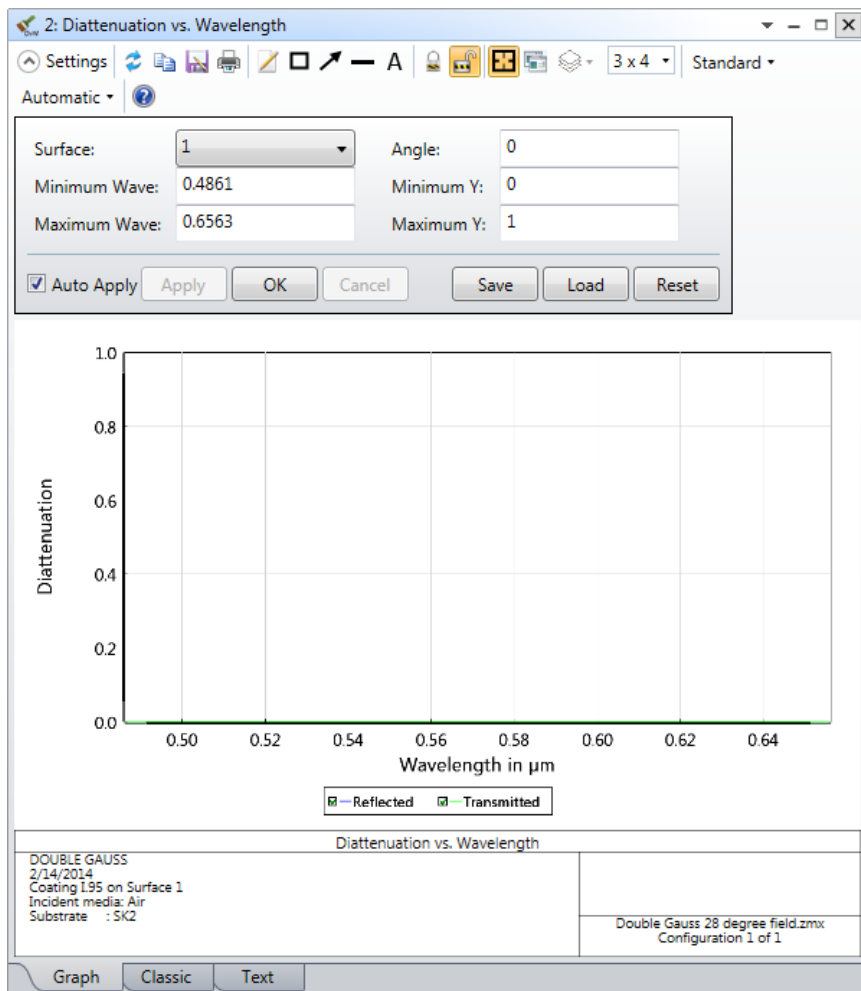 2: Diattenuation vs. Wavelength
Settings A 3 x 4 Standard
Automatic ?
Surface: 1 Angle: 0
Minimum Wave: 0.4861 Minimum Y: 0
Maximum Wave: 0.6563 Maximum Y: 1
Auto Apply Apply OK Cancel Save Load Reset
1.0
0.8
0.6
0.4
0.2
0.0
Diattenuation
0.50 0.52 0.54 0.56 0.58 0.60 0.62 0.64
Wavelength in µm
Reflected Transmitted
Diattenuation vs. Wavelength
DOUBLE GAUSS
2/14/2014
Coating I.95 on Surface 1
Incident media: Air
Substrate : SK2
Double Gauss 28 degree field.zmx
Configuration 1 of 1
Graph Classic Text